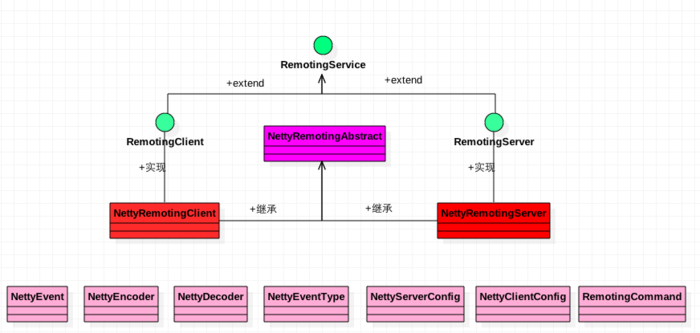 RemotingService
+extend
+extend
RemotingClient
NettyRemotingAbstract
RemotingServer
+实现
+实现
NettyRemotingClient
+继承
+继承
NettyRemotingServer
NettyEvent
NettyEncoder
NettyDecoder
NettyEventType
NettyServerConfig
NettyClientConfig
RemotingCommand